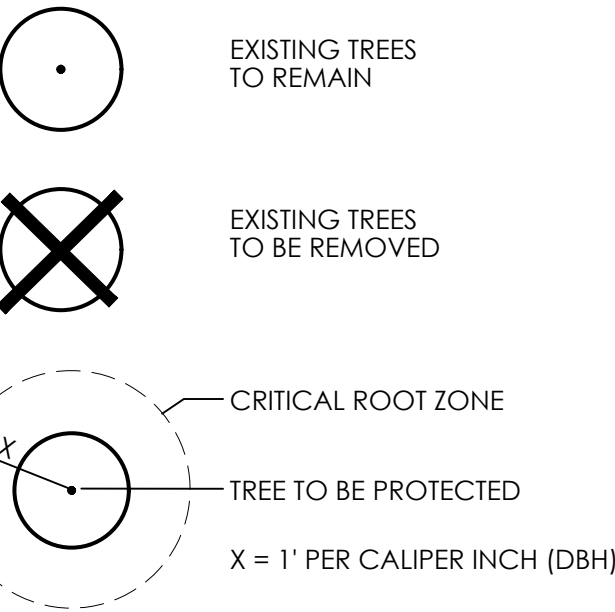 EXISTING TREES
TO REMAIN
EXISTING TREES
TO BE REMOVED
CRITICAL ROOT ZONE
X
TREE TO BE PROTECTED
X = 1' PER CALIPER INCH (DBH)